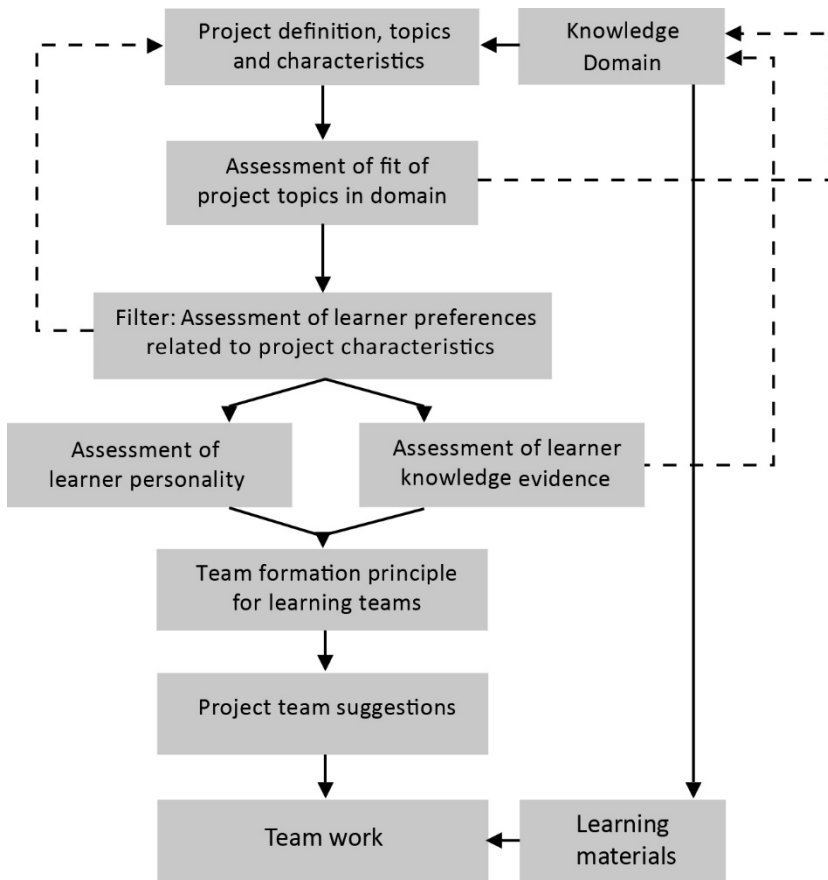 Project definition, topics
and characteristics
Knowledge
Domain
Assessment of fit of
project topics in domain
Filter: Assessment of learner preferences
related to project characteristics
Assessment of
learner personality
Assessment of learner
knowledge evidence
Team formation principle
for learning teams
Project team suggestions
Team work
Learning
materials